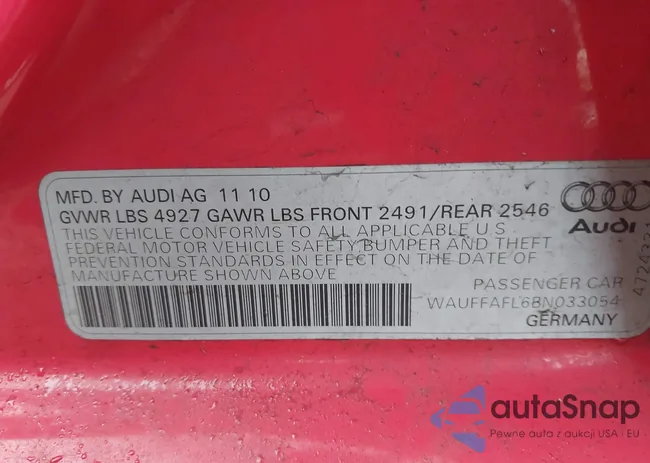 MFD. BY AUDI AG 11 10
GVWR LBS 4927 GAWR LBS FRONT 2491/REAR 2546
THIS VEHICLE CONFORMS TO ALL APPLICABLE U S
FEDERAL MOTOR VEHICLE SAFETY BUMPER AND THEFT
PREVENTION STANDARDS IN EFFECT ON THE DATE OF
MANUFACTURE SHOWN ABOVE
Audi
PASSENGER CAR
WAUFFAFL6BN033054
GERMANY
autaSnap
Pewne auta z aukcji USA - EU